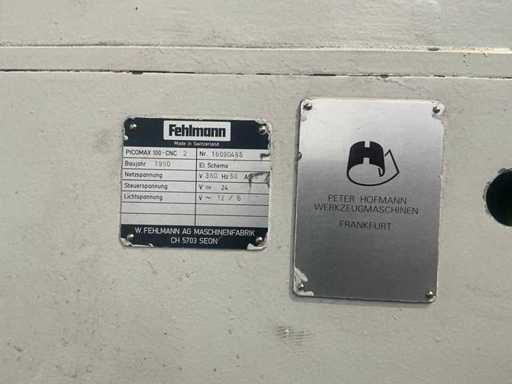 Fehlmann
Made in Switzerland
PICOMAX 100-CNC 2 Nr.
Baujahr 1990 El. Schema
Netzspannung V 380 Hz 50 A
Steuerspannung V 24
Lichtspannung V ~ 12 / 6
W. FEHLMANN AG MASCHINENFABRIK
CH 5703 SEON
PETER HOFMANN
WERKZEUGMASCHINEN
FRANKFURT